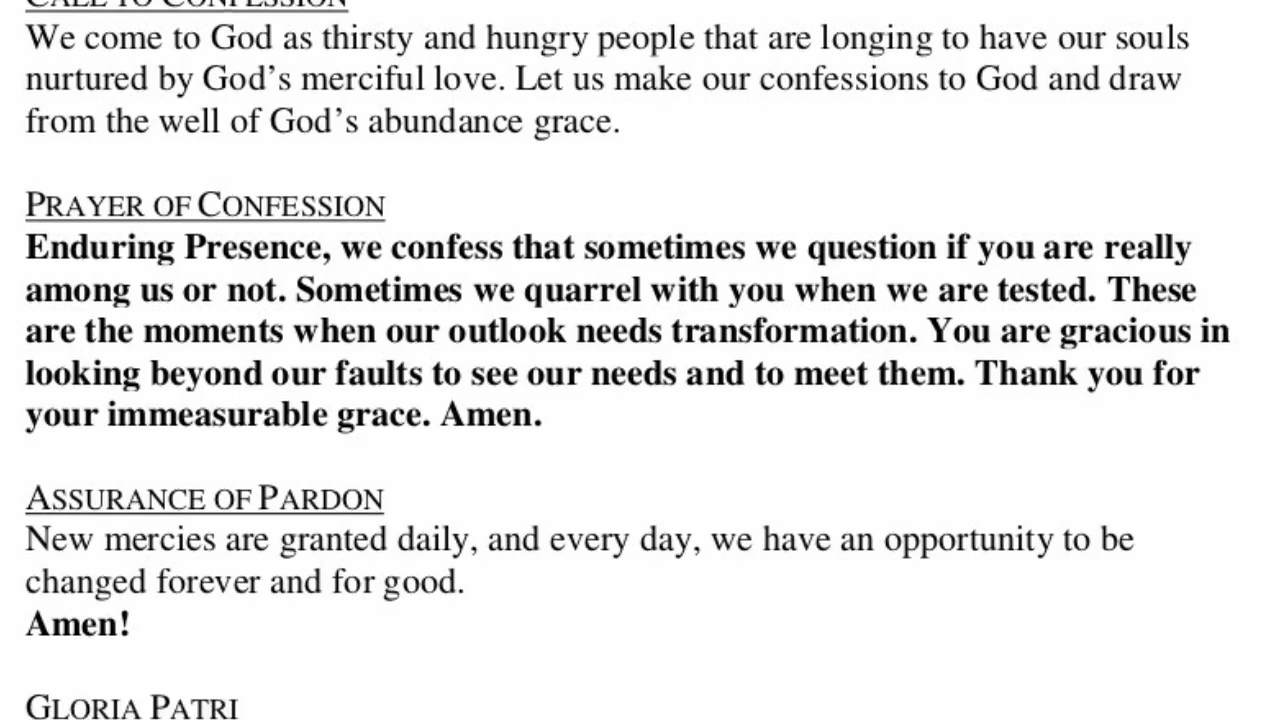 CALL TO CONFESSION
We come to God as thirsty and hungry people that are longing to have our souls
nurtured by God’s merciful love. Let us make our confessions to God and draw
from the well of God’s abundance grace.
PRAYER OF CONFESSION
Enduring Presence, we confess that sometimes we question if you are really
among us or not. Sometimes we quarrel with you when we are tested. These
are the moments when our outlook needs transformation. You are gracious in
looking beyond our faults to see our needs and to meet them. Thank you for
your immeasurable grace. Amen.
ASSURANCE OF PARDON
New mercies are granted daily, and every day, we have an opportunity to be
changed forever and for good.
Amen!
GLORIA PATRI